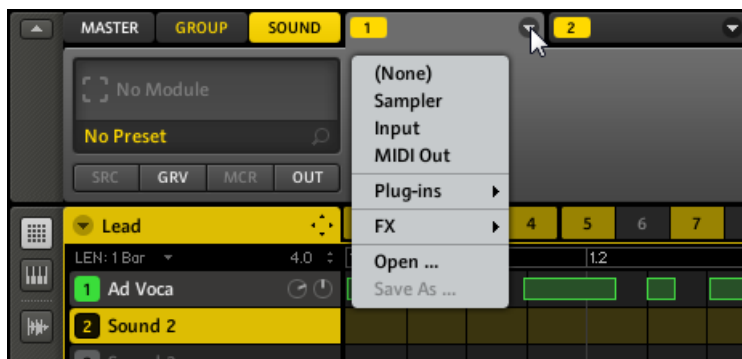 MASTER GROUP SOUND 1 2
(None)
Sampler
Input
MIDI Out
Plug-ins
FX
Open ...
Save As ...
No Module
No Preset
SRC GRV MCR OUT
Lead 4 5 6 7
LEN: 1 Bar 4.0 1.2
1 Ad Voca
2 Sound 2